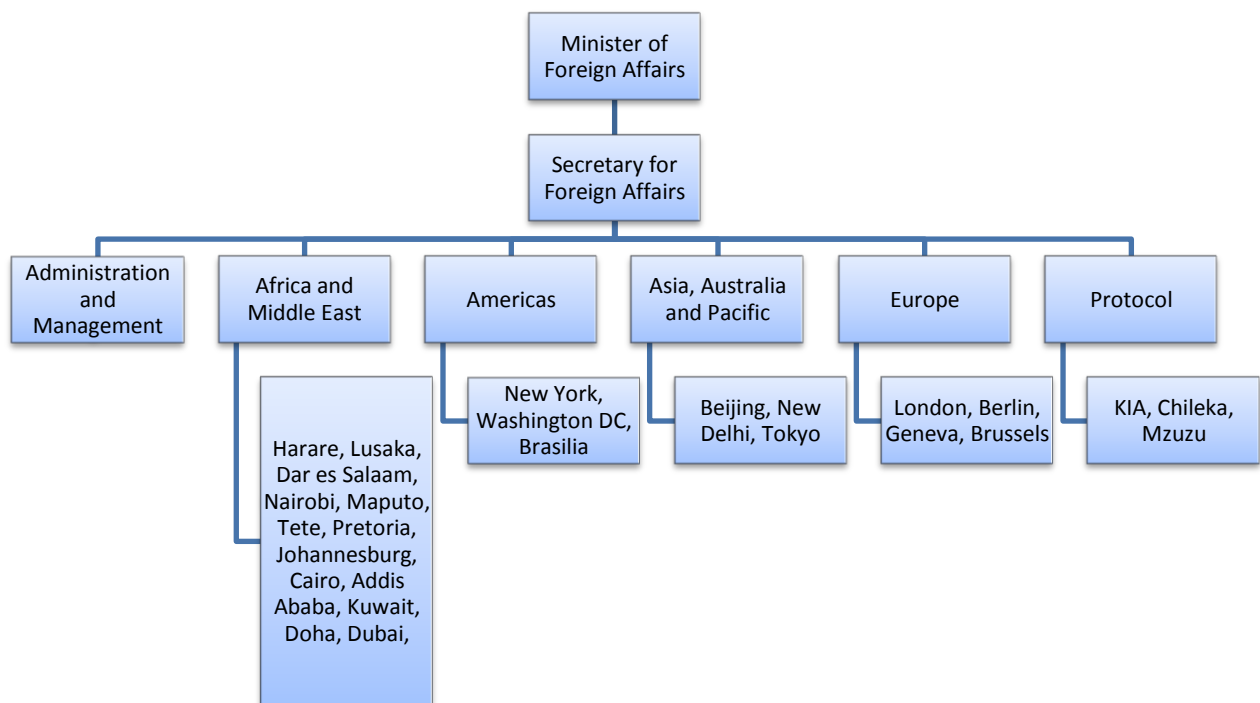 Minister of
Foreign Affairs
Secretary for
Foreign Affairs
Administration
and
Management
Africa and
Middle East
Americas
Asia, Australia
and Pacific
Europe
Protocol
Harare, Lusaka,
Dar es Salaam,
Nairobi, Maputo,
Tete, Pretoria,
Johannesburg,
Cairo, Addis
Ababa, Kuwait,
Doha, Dubai,
New York,
Washington DC,
Brasilia
Beijing, New
Delhi, Tokyo
London, Berlin,
Geneva, Brussels
KIA, Chileka,
Mzuzu